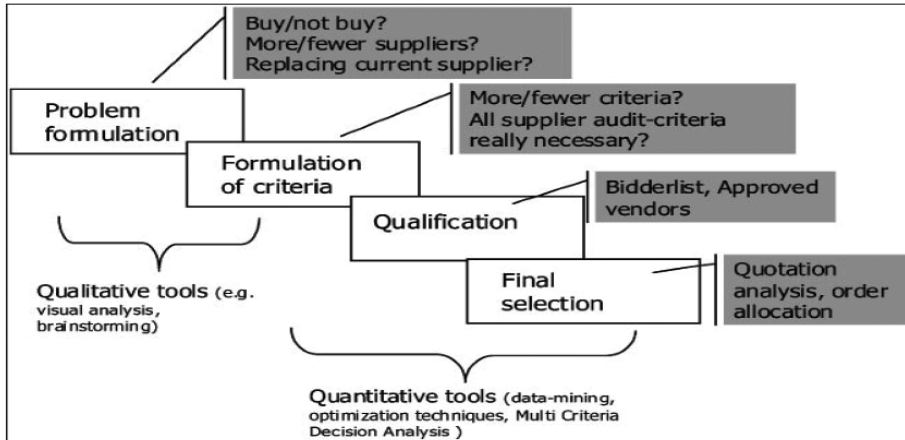 Buy/not buy?
More/fewer suppliers?
Replacing current supplier?
Problem
formulation
More/fewer criteria?
All supplier audit-criteria
really necessary?
Formulation
of criteria
Bidderlist, Approved
vendors
Qualification
Quotation
analysis, order
allocation
Final
selection
Qualitative tools (e.g.
visual analysis,
brainstorming)
Quantitative tools (data-mining,
optimization techniques, Multi Criteria
Decision Analysis )